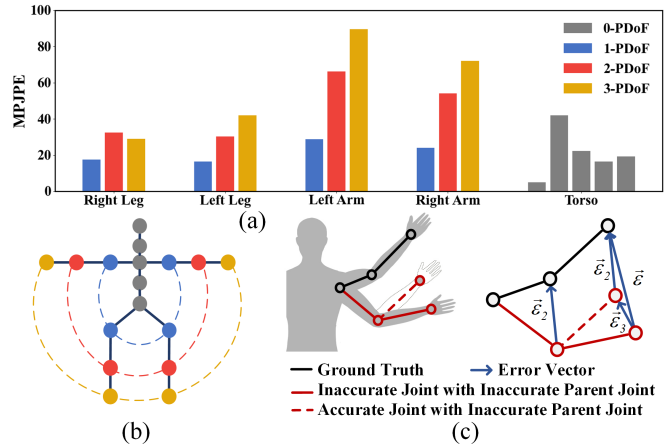 100
80
60
40
20
0
MPJPE
0-PDoF
1-PDoF
2-PDoF
3-PDoF
Right Leg Left Leg Left Arm Right Arm Torso
(a)
ε⃗₂
ε⃗₂
ε⃗
ε⃗₃
Ground Truth
Error Vector
Inaccurate Joint with Inaccurate Parent Joint
Accurate Joint with Inaccurate Parent Joint
(b)
(c)